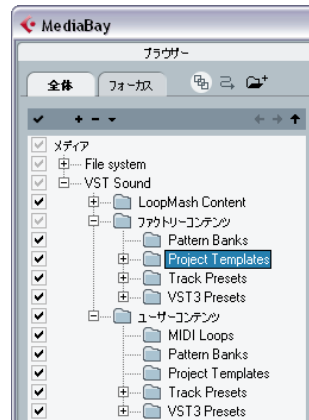 MediaBay
ブラウザー
全体 フォーカス
メディア
File system
VST Sound
LoopMash Content
ファクトリーコンテンツ
Pattern Banks
Project Templates
Track Presets
VST3 Presets
ユーザーコンテンツ
MIDI Loops
Pattern Banks
Project Templates
Track Presets
VST3 Presets